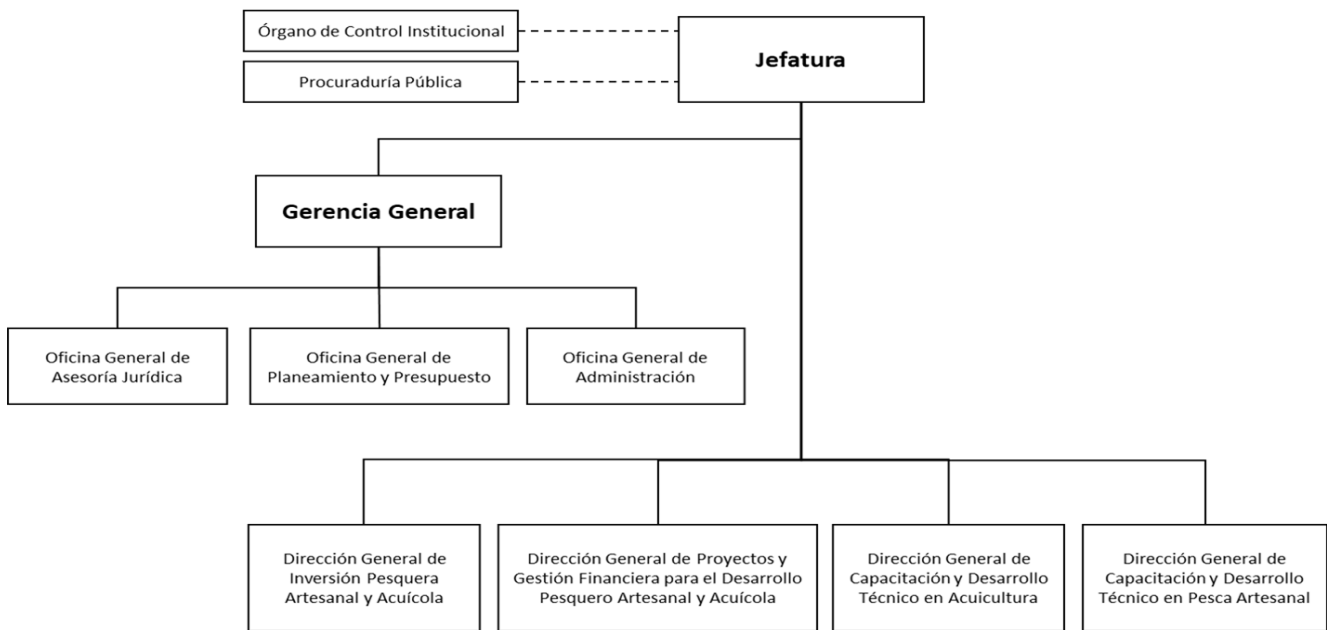 Órgano de Control Institucional
Procuraduría Pública
Jefatura
Gerencia General
Oficina General de
Asesoría Jurídica
Oficina General de
Planeamiento y Presupuesto
Oficina General de
Administración
Dirección General de
Inversión Pesquera
Artesanal y Acuícola
Dirección General de Proyectos y
Gestión Financiera para el Desarrollo
Pesquero Artesanal y Acuícola
Dirección General de
Capacitación y Desarrollo
Técnico en Acuicultura
Dirección General de
Capacitación y Desarrollo
Técnico en Pesca Artesanal